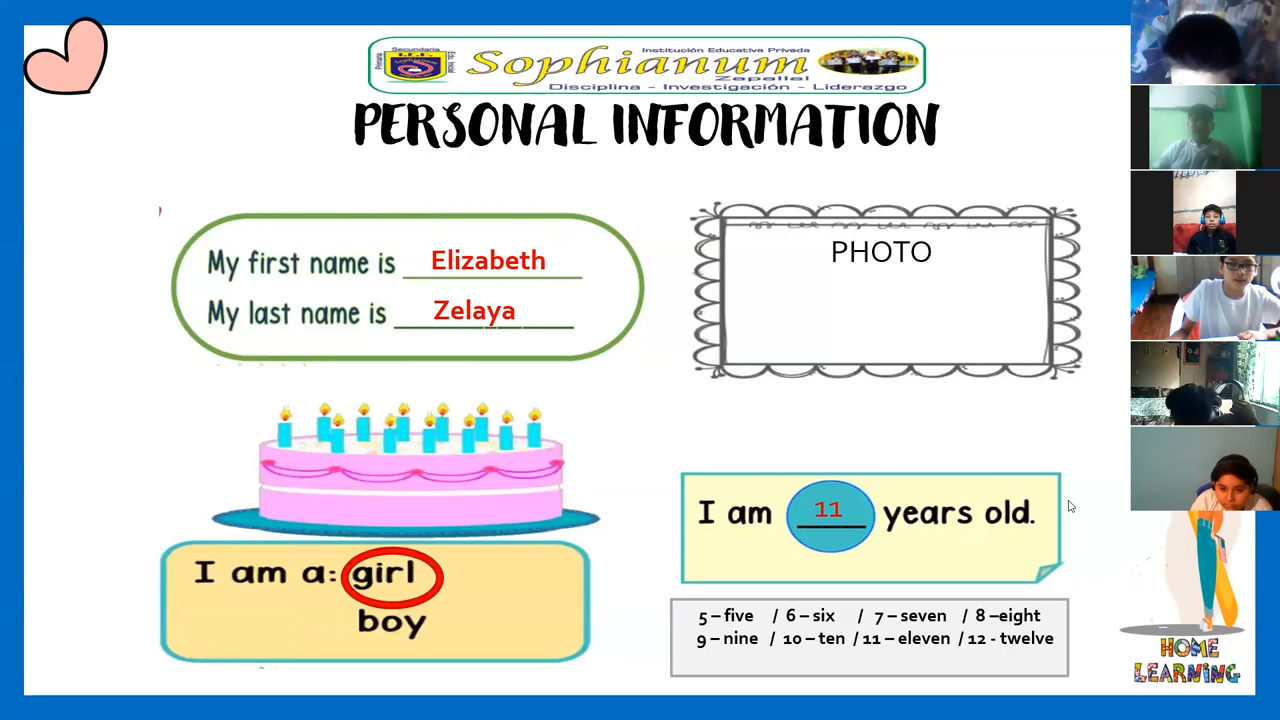 Secundaria
Primaria
I.E.P.
Edu. Inicial
Institución Educativa Privada
Sophianum
Zapallal
Disciplina - Investigación - Liderazgo
PERSONAL INFORMATION
My first name is Elizabeth
My last name is Zelaya
PHOTO
I am 11 years old.
I am a: girl
boy
5 – five / 6 – six / 7 – seven / 8 –eight
9 – nine / 10 – ten / 11 – eleven / 12 - twelve
HOME
LEARNING